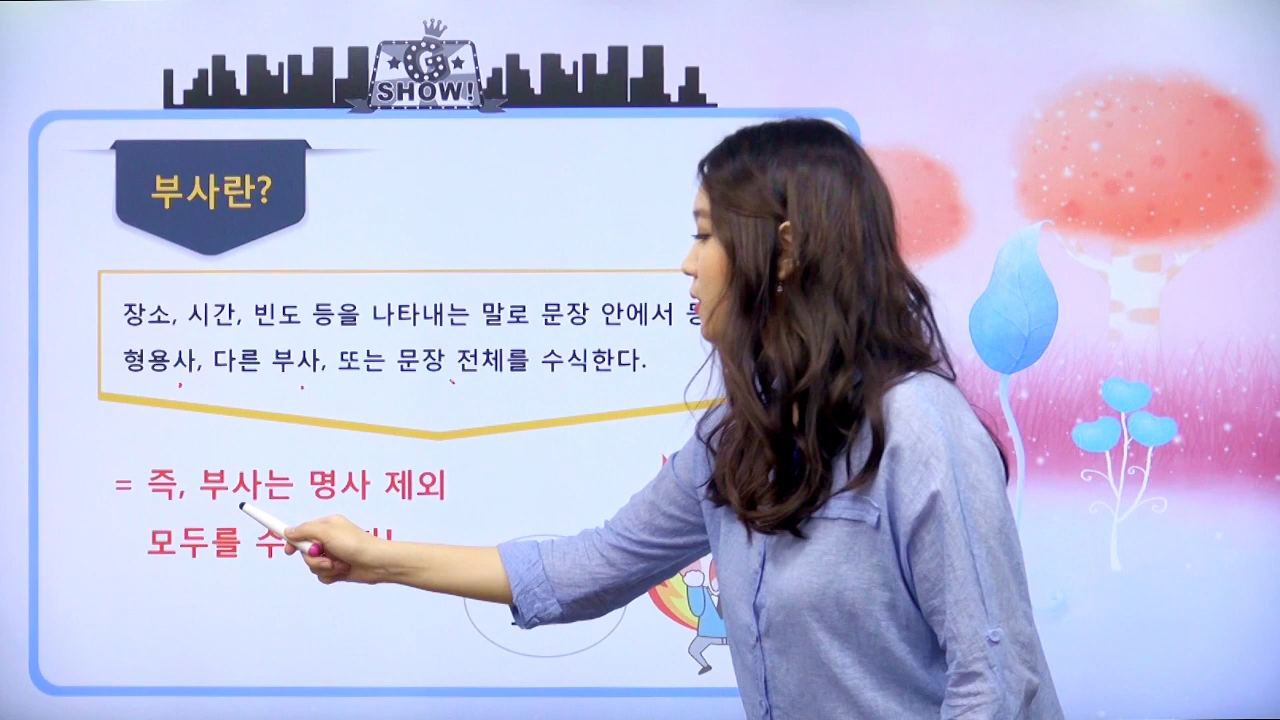 G
SHOW!
부사란?
장소, 시간, 빈도 등을 나타내는 말로 문장 안에서
형용사, 다른 부사, 또는 문장 전체를 수식한다.
= 즉, 부사는 명사 제외
모두를